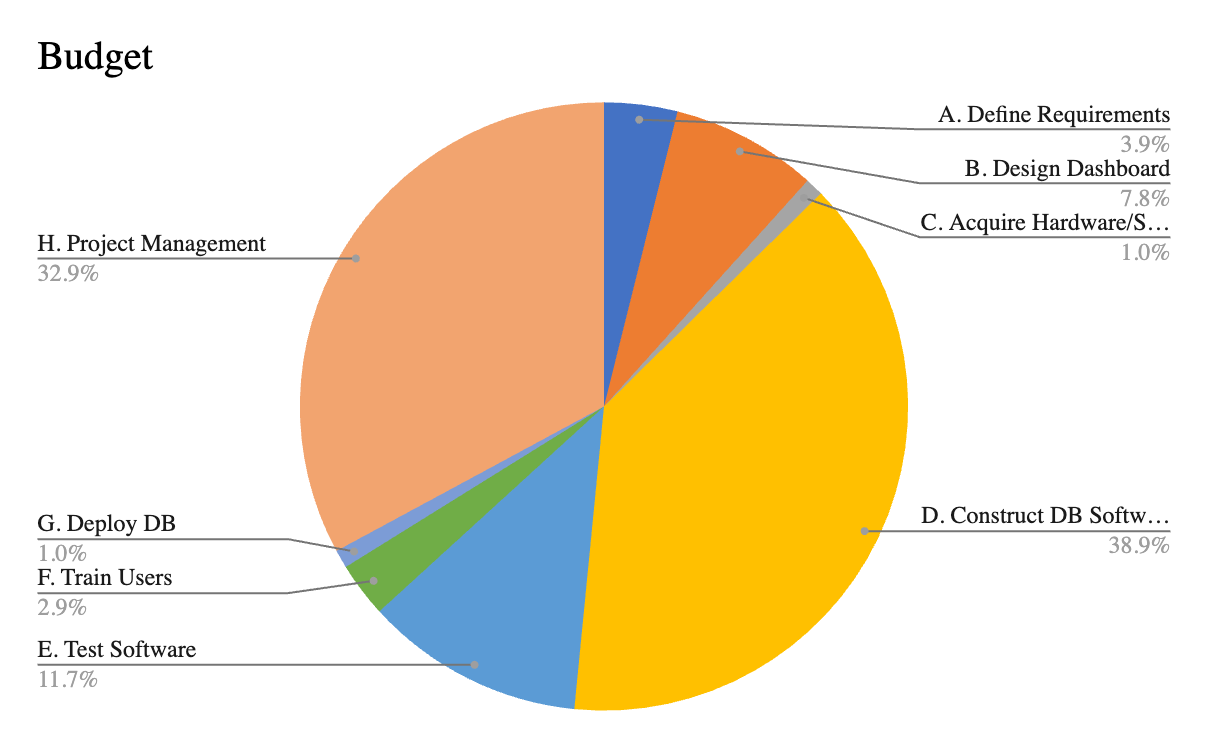 Budget
A. Define Requirements
3.9%
B. Design Dashboard
7.8%
C. Acquire Hardware/S…
1.0%
H. Project Management
32.9%
D. Construct DB Softw…
38.9%
G. Deploy DB
1.0%
F. Train Users
2.9%
E. Test Software
11.7%